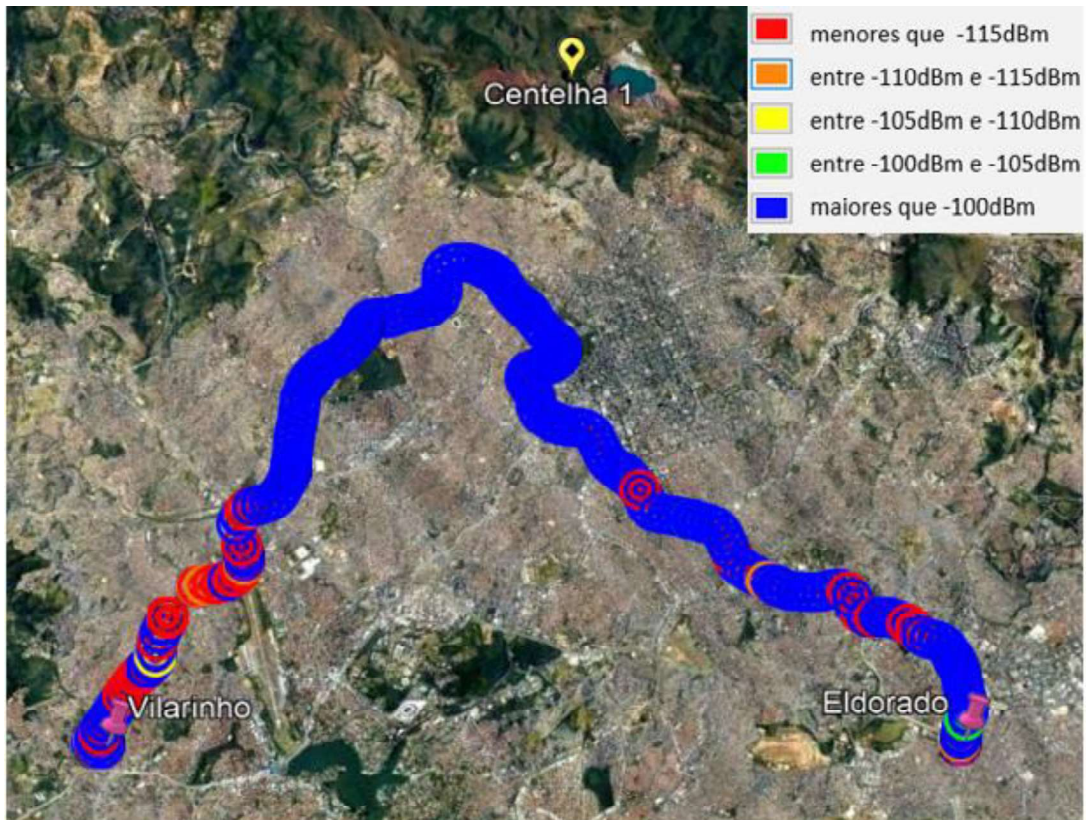 menores que -115dBm
Centelha 1
entre -110dBm e -115dBm
entre -105dBm e -110dBm
entre -100dBm e -105dBm
maiores que -100dBm
Vilarinho
Eldorado